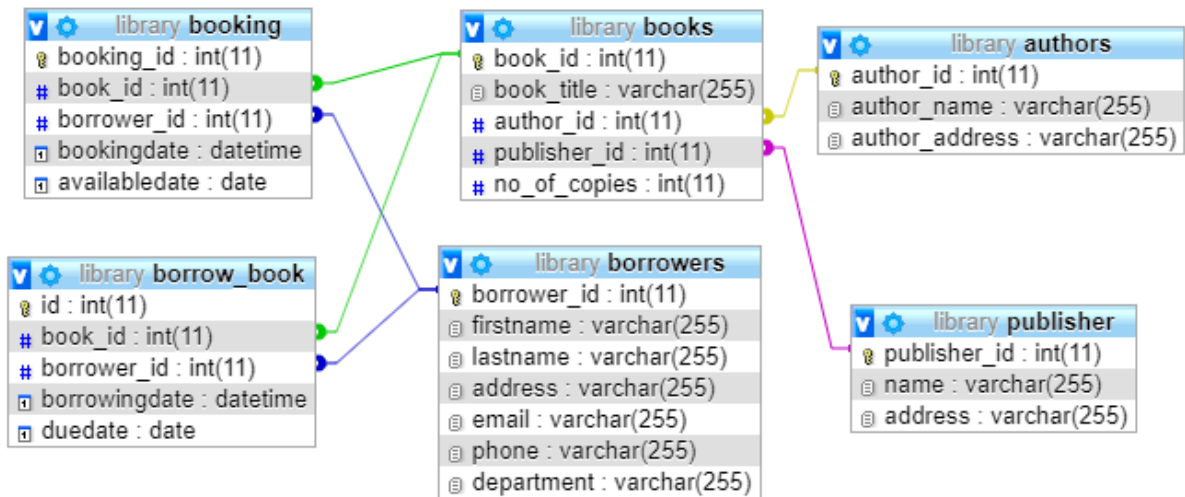 library booking
booking_id : int(11)
book_id : int(11)
borrower_id : int(11)
bookingdate : datetime
availabledate : date
library books
book_id : int(11)
book_title : varchar(255)
author_id : int(11)
publisher_id : int(11)
no_of_copies : int(11)
library authors
author_id : int(11)
author_name : varchar(255)
author_address : varchar(255)
library borrow_book
id : int(11)
book_id : int(11)
borrower_id : int(11)
borrowingdate : datetime
duedate : date
library borrowers
borrower_id : int(11)
firstname : varchar(255)
lastname : varchar(255)
address : varchar(255)
email : varchar(255)
phone : varchar(255)
department : varchar(255)
library publisher
publisher_id : int(11)
name : varchar(255)
address : varchar(255)